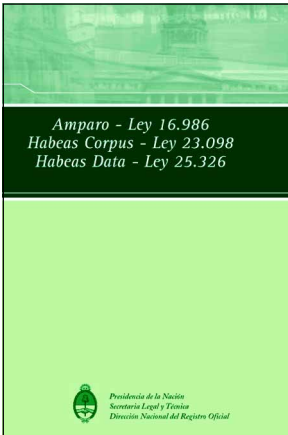 Amparo - Ley 16.986
Habeas Corpus - Ley 23.098
Habeas Data - Ley 25.326
Presidencia de la Nación
Secretaria Legal y Técnica
Dirección Nacional del Registro Oficial